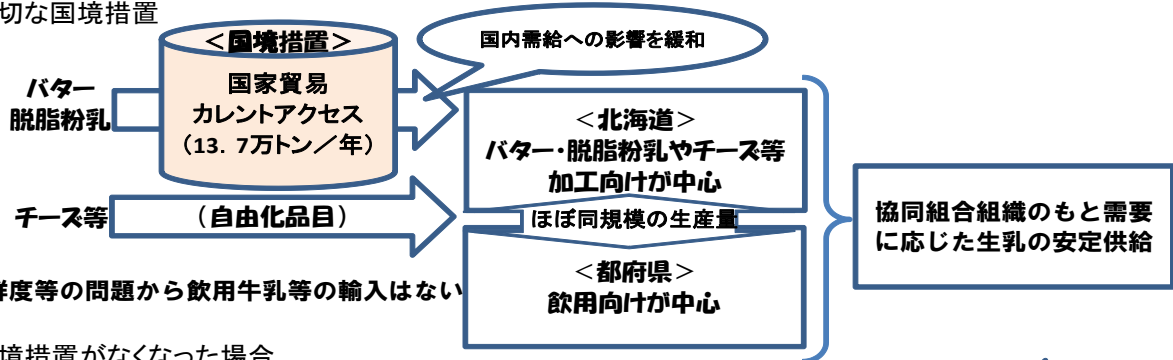 切な国境措置
＜国境措置＞
国家貿易
カレントアクセス
（13．7万トン／年）
国内需給への影響を緩和
バター
脱脂粉乳
＜北海道＞
バター・脱脂粉乳やチーズ等
加工向けが中心
チーズ等
（自由化品目）
ほぼ同規模の生産量
協同組合組織のもと需要
に応じた生乳の安定供給
＜都府県＞
飲用向けが中心
鮮度等の問題から飲用牛乳等の輸入はない
境措置がなくなった場合